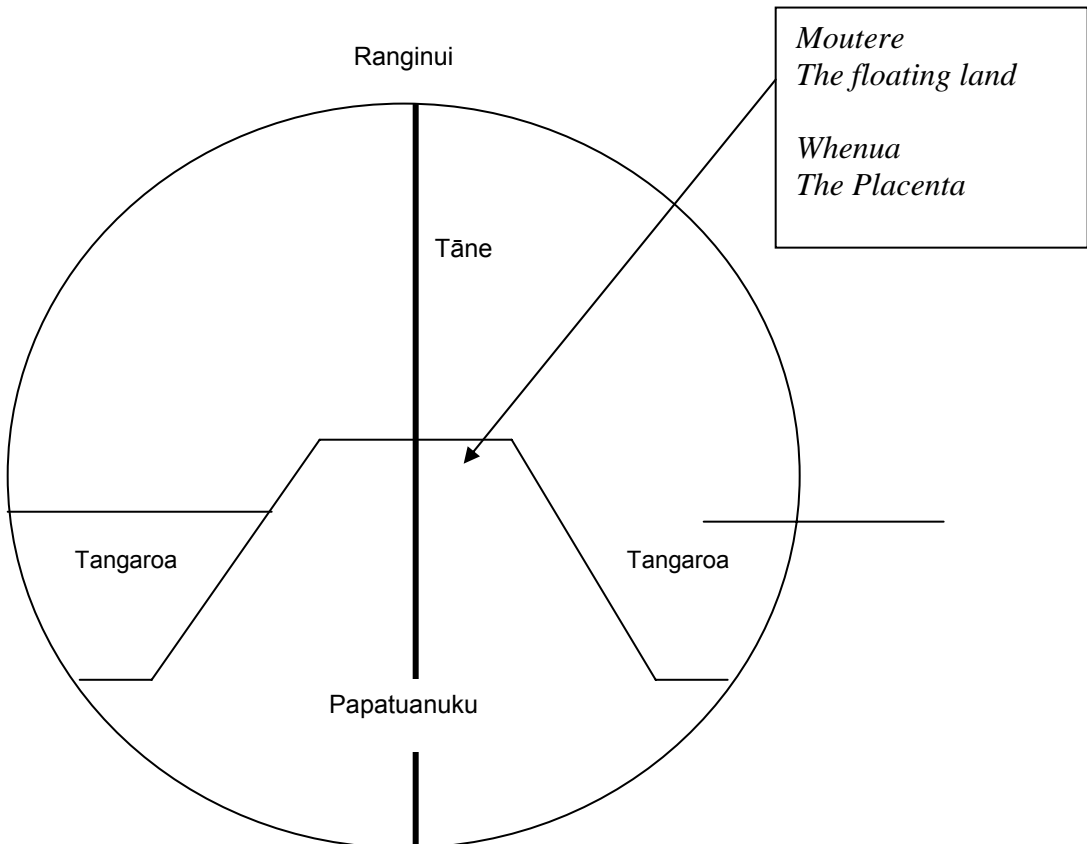 Ranginui
Moutere
The floating land
Whenua
The Placenta
Tāne
Tangaroa
Tangaroa
Papatuanuku